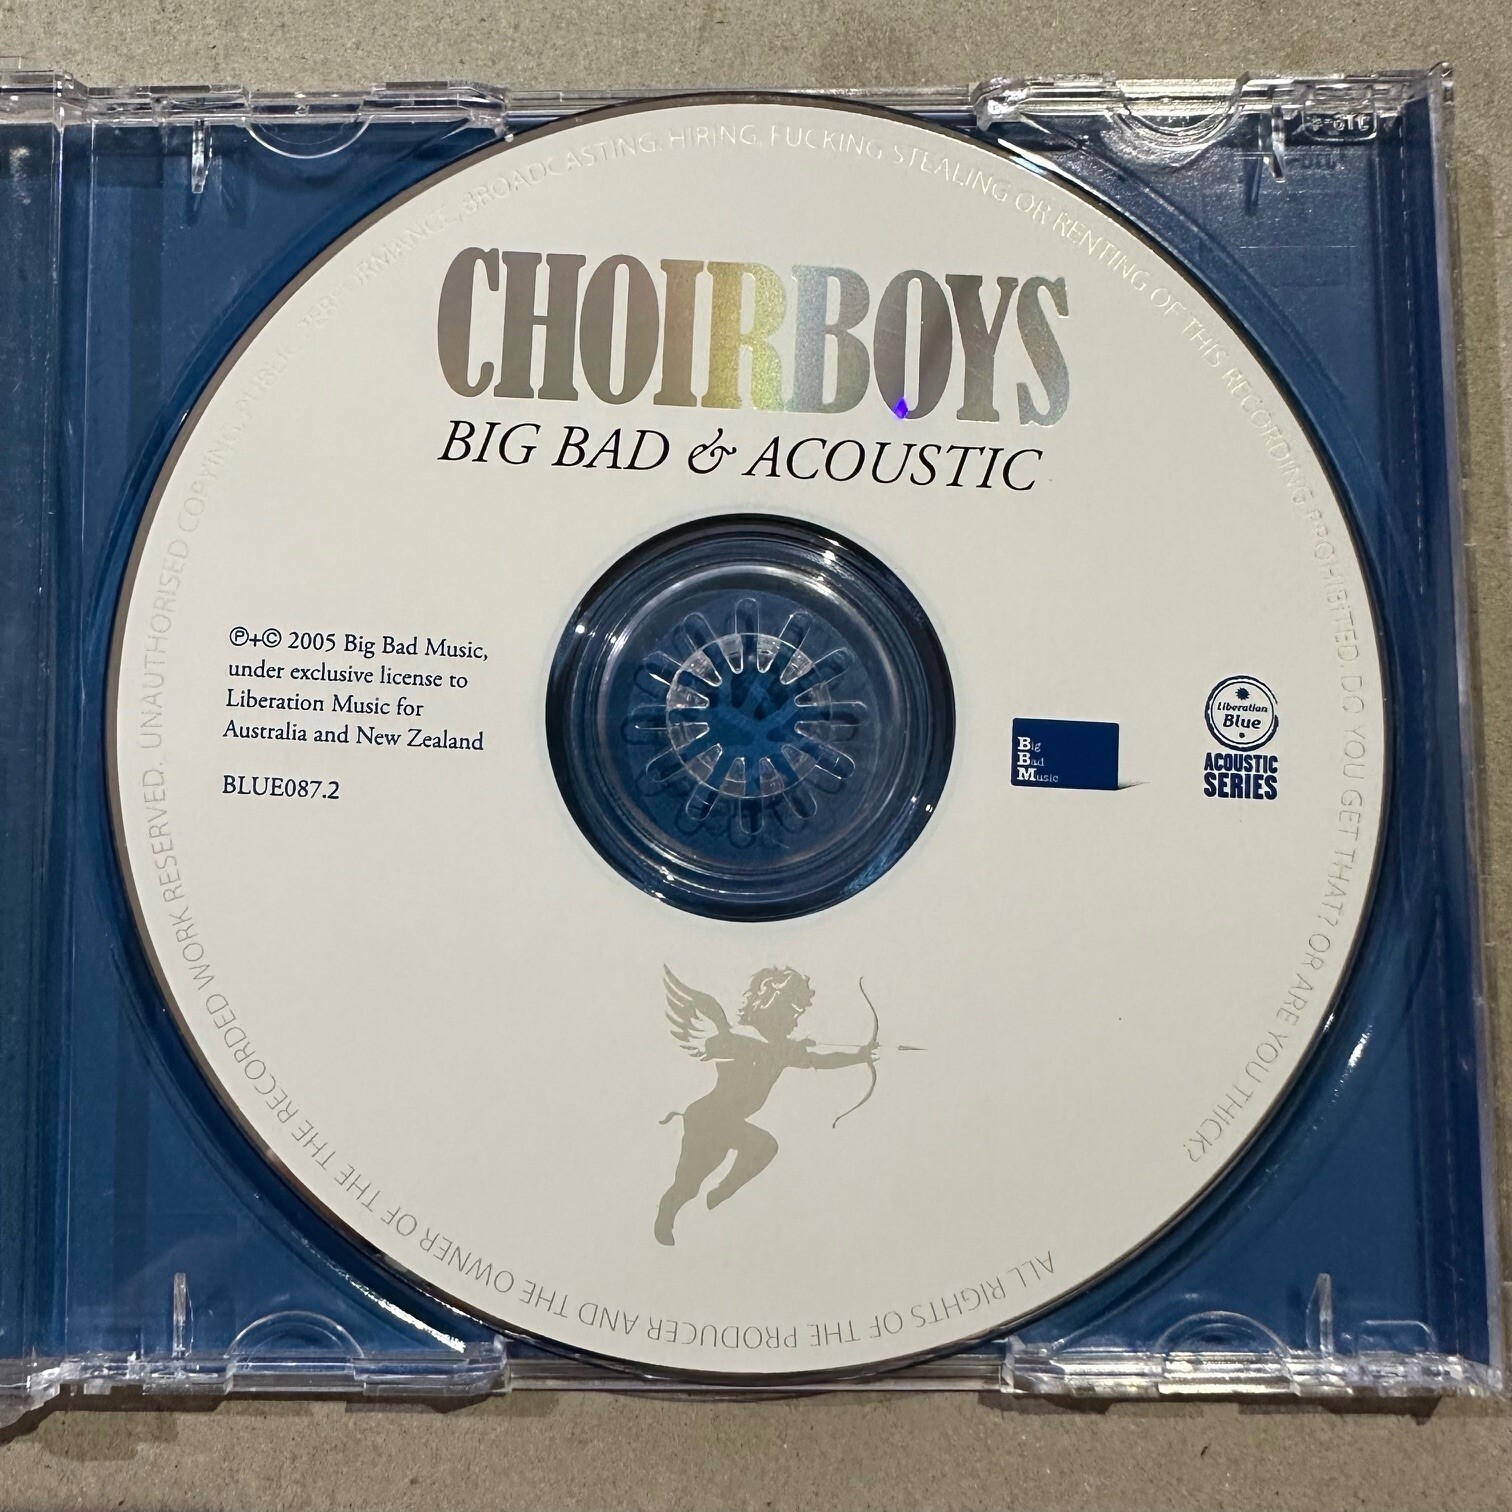 CHOIRBOYS
BIG BAD & ACOUSTIC
℗+© 2005 Big Bad Music,
under exclusive license to
Liberation Music for
Australia and New Zealand
BLUE087.2
Big
Bad
Music
Liberation
Blue
ACOUSTIC
SERIES
ALL RIGHTS OF THE PRODUCER AND THE OWNER OF THE THE RECORDED WORK RESERVED. UNAUTHORISED COPYING, PUBLIC PERFORMANCE, BROADCASTING, HIRING, FUCKING STEALING OR RENTING OF THIS RECORDING PROHIBITED. DO YOU GET THAT? OR ARE YOU THICK?